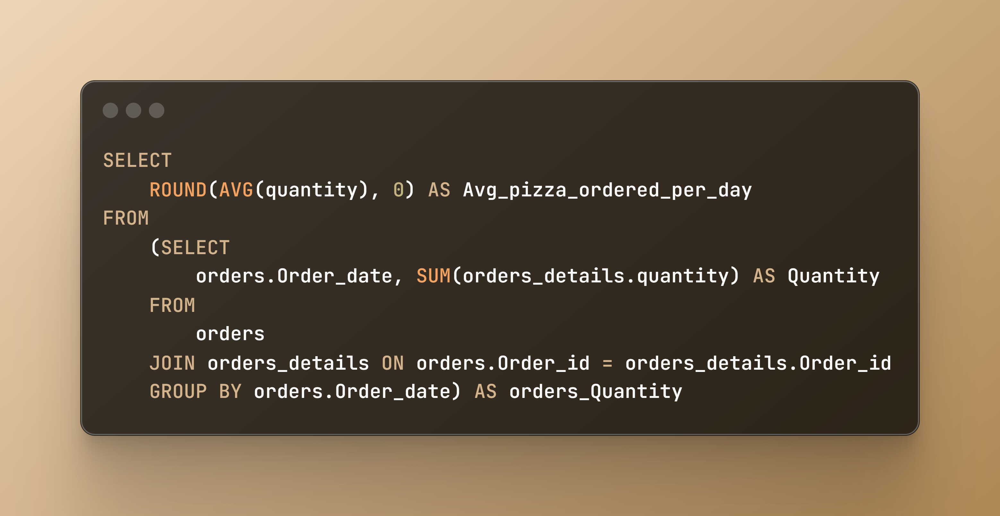 SELECT
    ROUND(AVG(quantity), 0) AS Avg_pizza_ordered_per_day
FROM
    (SELECT
        orders.Order_date, SUM(orders_details.quantity) AS Quantity
    FROM
        orders
    JOIN orders_details ON orders.Order_id = orders_details.Order_id
    GROUP BY orders.Order_date) AS orders_Quantity